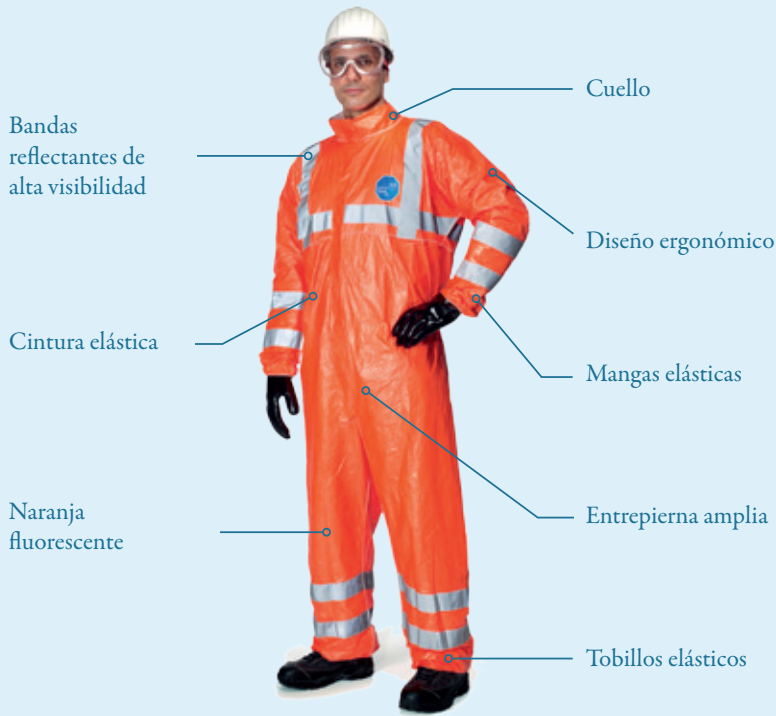 Cuello
Bandas
reflectantes de
alta visibilidad
Diseño ergonómico
Cintura elástica
Mangas elásticas
Naranja
fluorescente
Entrepierna amplia
Tobillos elásticos